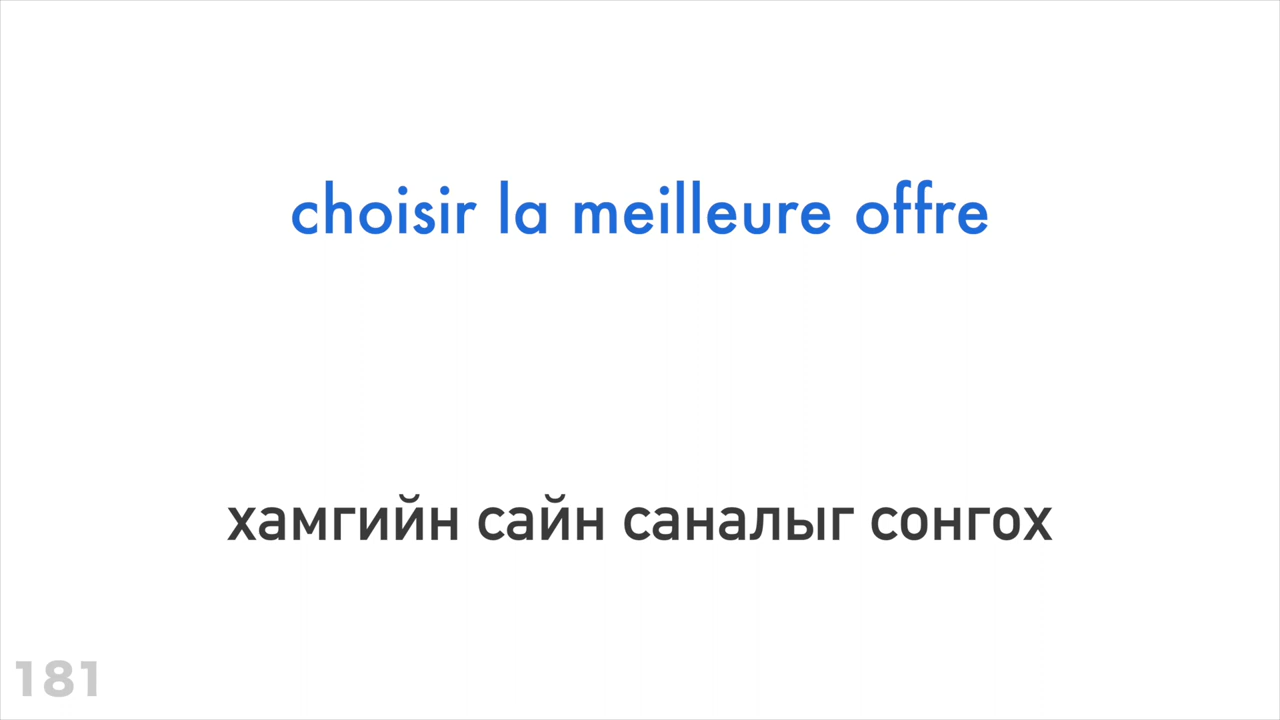 choisir la meilleure offre
хамгийн сайн саналыг сонгох
181